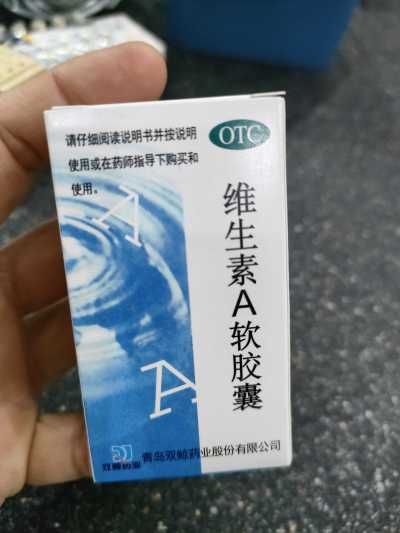 请仔细阅读说明书并按说明
使用或在药师指导下购买和
使用。
OTC
维生素A软胶囊
A
A
双鲸药业
青岛双鲸药业股份有限公司